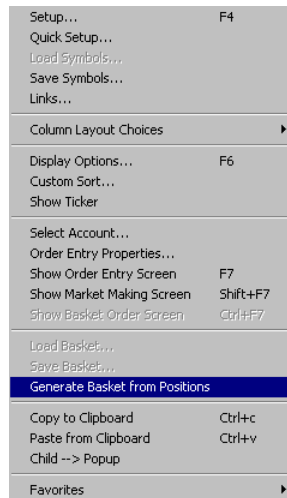 Setup... F4
Quick Setup...
Load Symbols...
Save Symbols...
Links...
Column Layout Choices
Display Options... F6
Custom Sort...
Show Ticker
Select Account...
Order Entry Properties...
Show Order Entry Screen F7
Show Market Making Screen Shift+F7
Show Basket Order Screen Ctrl+F7
Load Basket...
Save Basket...
Generate Basket from Positions
Copy to Clipboard Ctrl+c
Paste from Clipboard Ctrl+v
Child --> Popup
Favorites